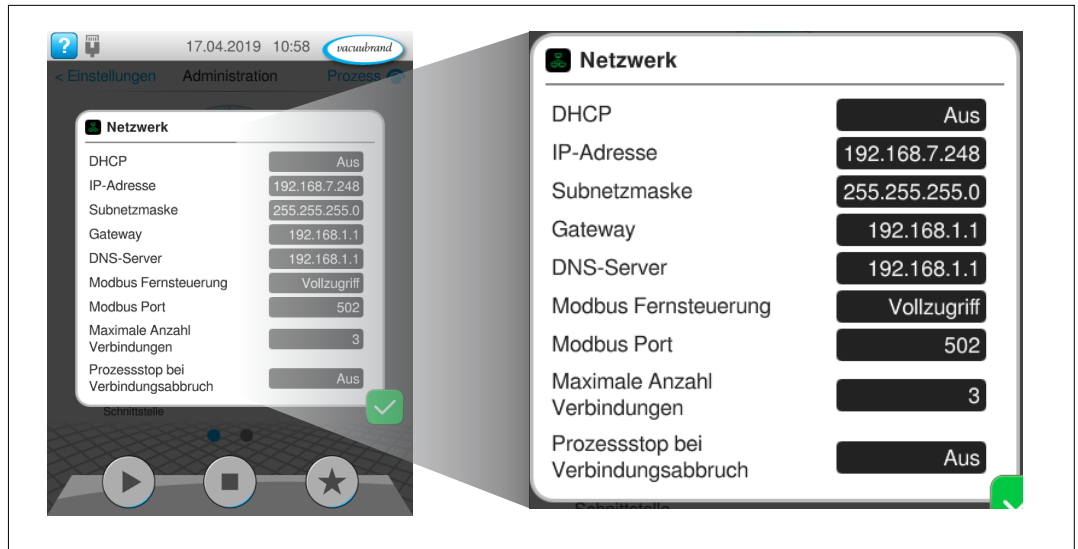 ?
17.04.2019 10:58
vacuubrand
< Einstellungen Administration Prozess
Netzwerk
DHCP Aus
IP-Adresse 192.168.7.248
Subnetzmaske 255.255.255.0
Gateway 192.168.1.1
DNS-Server 192.168.1.1
Modbus Fernsteuerung Vollzugriff
Modbus Port 502
Maximale Anzahl
Verbindungen 3
Prozessstop bei
Verbindungsabbruch Aus
Schnittstelle
Netzwerk
DHCP Aus
IP-Adresse 192.168.7.248
Subnetzmaske 255.255.255.0
Gateway 192.168.1.1
DNS-Server 192.168.1.1
Modbus Fernsteuerung Vollzugriff
Modbus Port 502
Maximale Anzahl
Verbindungen 3
Prozessstop bei
Verbindungsabbruch Aus
Schnittstelle